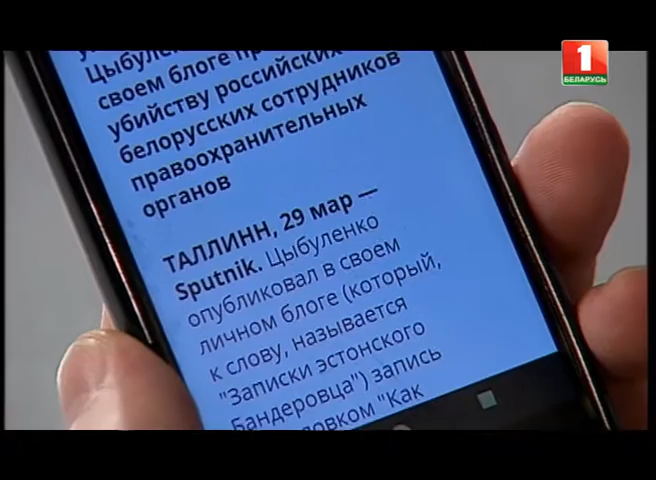 1
БЕЛАРУСЬ
Цыбуленко
своем блоге
убийству российских
белорусских сотрудников
правоохранительных
органов
ТАЛЛИНН, 29 мар —
Sputnik. Цыбуленко
опубликовал в своем
личном блоге (который,
к слову, называется
"Записки эстонского
бандеровца") запись
"Как